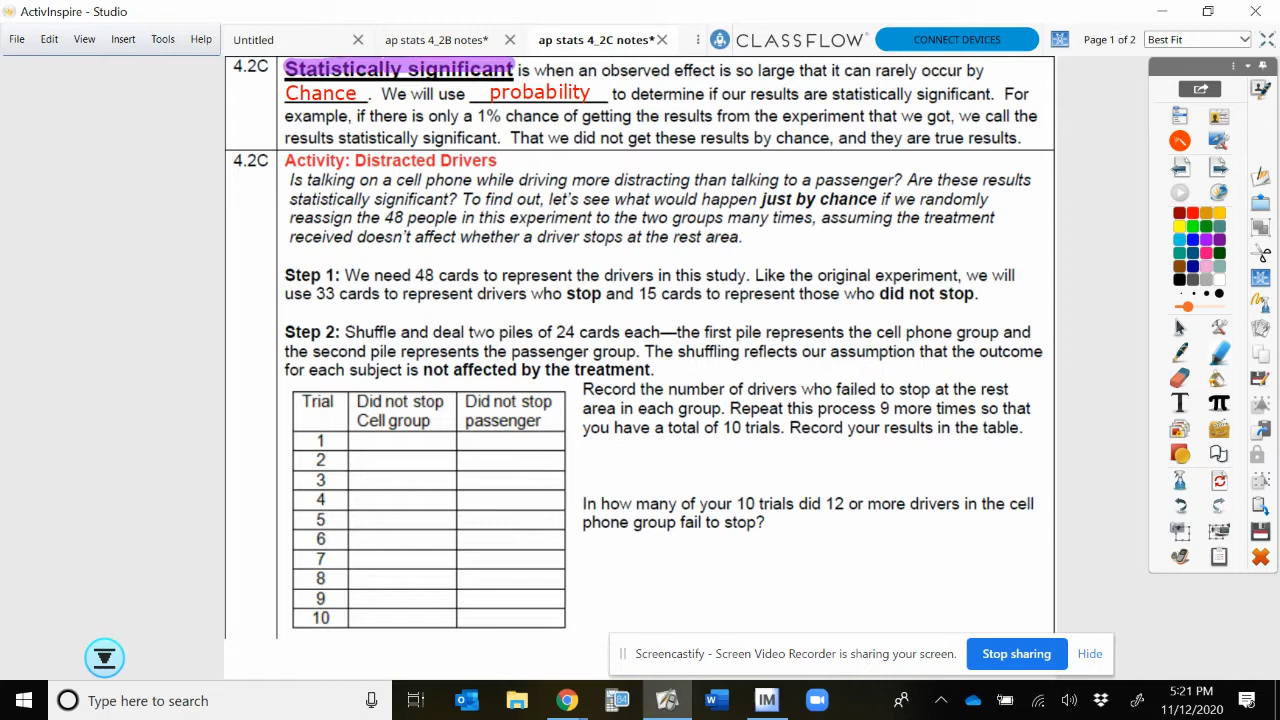 ActivInspire - Studio
File Edit View Insert Tools Help
Untitled
ap stats 4_2B notes*
ap stats 4_2C notes*
CLASSFLOW
CONNECT DEVICES
Page 1 of 2
Best Fit
4.2C
Statistically significant is when an observed effect is so large that it can rarely occur by
Chance. We will use probability to determine if our results are statistically significant. For
example, if there is only a 1% chance of getting the results from the experiment that we got, we call the
results statistically significant. That we did not get these results by chance, and they are true results.
4.2C
Activity: Distracted Drivers
Is talking on a cell phone while driving more distracting than talking to a passenger? Are these results
statistically significant? To find out, let's see what would happen just by chance if we randomly
reassign the 48 people in this experiment to the two groups many times, assuming the treatment
received doesn't affect whether a driver stops at the rest area.
Step 1: We need 48 cards to represent the drivers in this study. Like the original experiment, we will
use 33 cards to represent drivers who stop and 15 cards to represent those who did not stop.
Step 2: Shuffle and deal two piles of 24 cards each—the first pile represents the cell phone group and
the second pile represents the passenger group. The shuffling reflects our assumption that the outcome
for each subject is not affected by the treatment.
Trial
Did not stop
Cell group
Did not stop
passenger
1
2
3
4
5
6
7
8
9
10
Record the number of drivers who failed to stop at the rest
area in each group. Repeat this process 9 more times so that
you have a total of 10 trials. Record your results in the table.
In how many of your 10 trials did 12 or more drivers in the cell
phone group fail to stop?
Screencastify - Screen Video Recorder is sharing your screen.
Stop sharing
Hide
Type here to search
IM
5:21 PM
11/12/2020